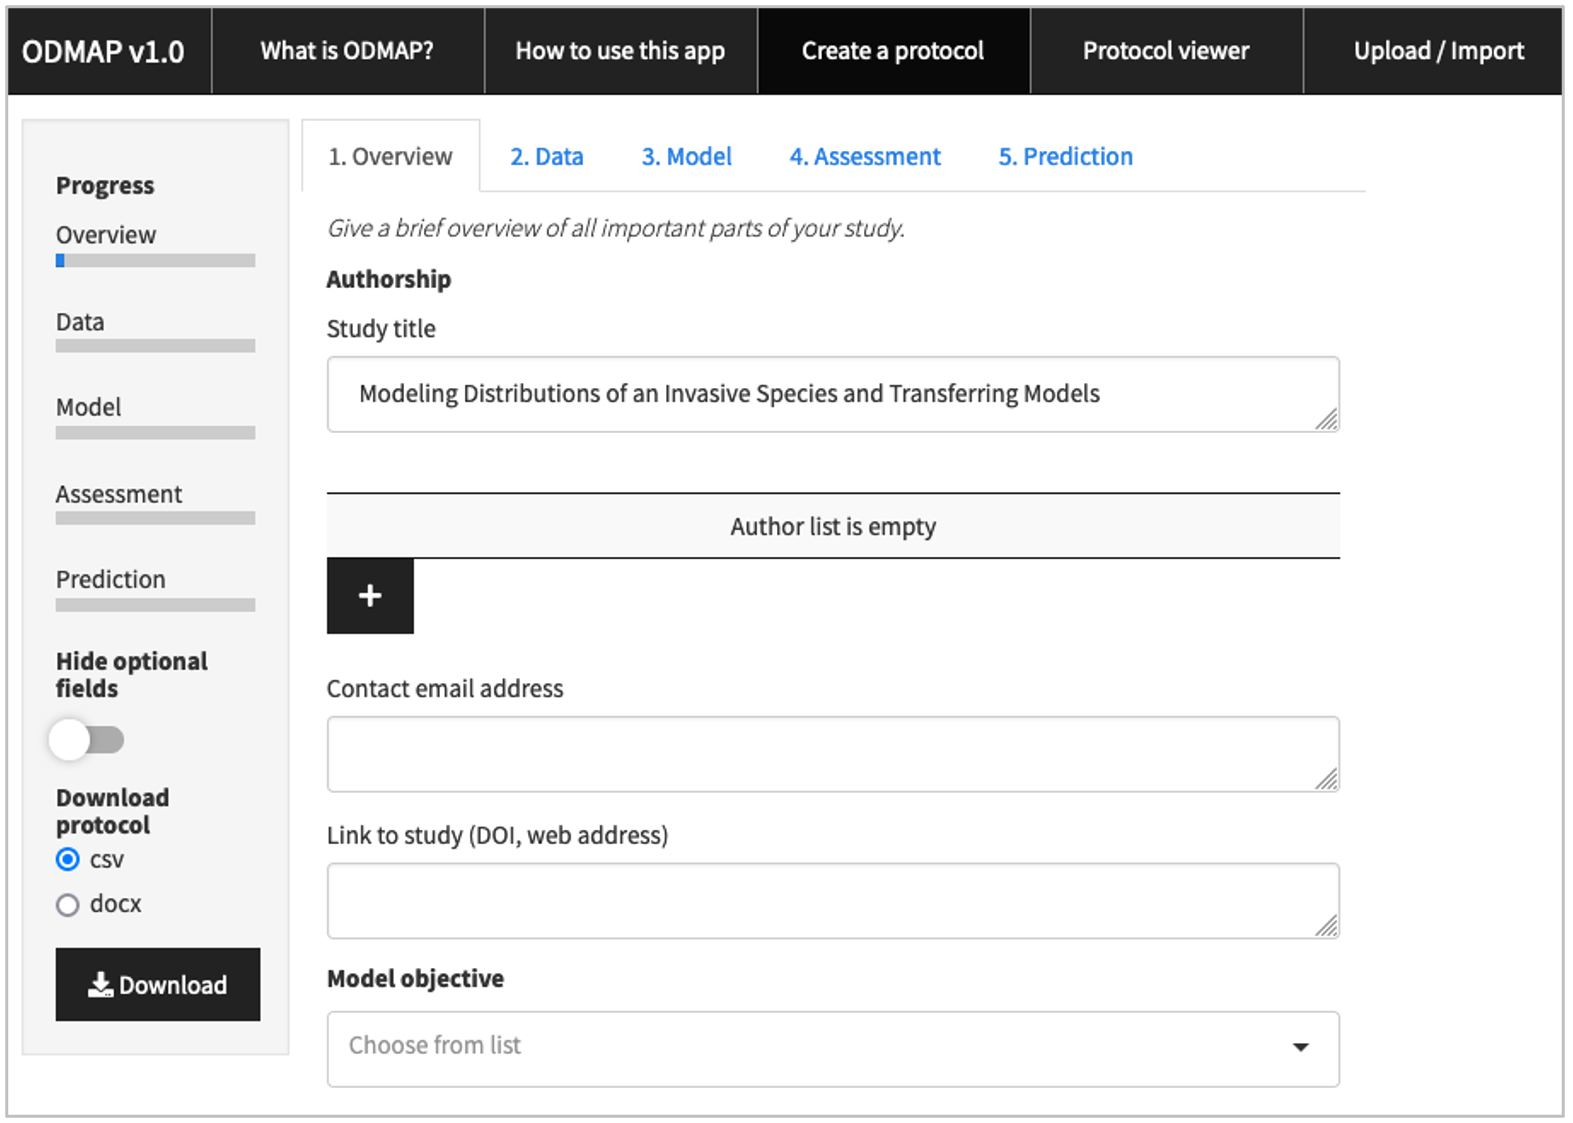 ODMAP v1.0
What is ODMAP?
How to use this app
Create a protocol
Protocol viewer
Upload / Import
Progress
Overview
Data
Model
Assessment
Prediction
Hide optional
fields
Download
protocol
csv
docx
Download
1. Overview
2. Data
3. Model
4. Assessment
5. Prediction
Give a brief overview of all important parts of your study.
Authorship
Study title
Modeling Distributions of an Invasive Species and Transferring Models
Author list is empty
+
Contact email address
Link to study (DOI, web address)
Model objective
Choose from list